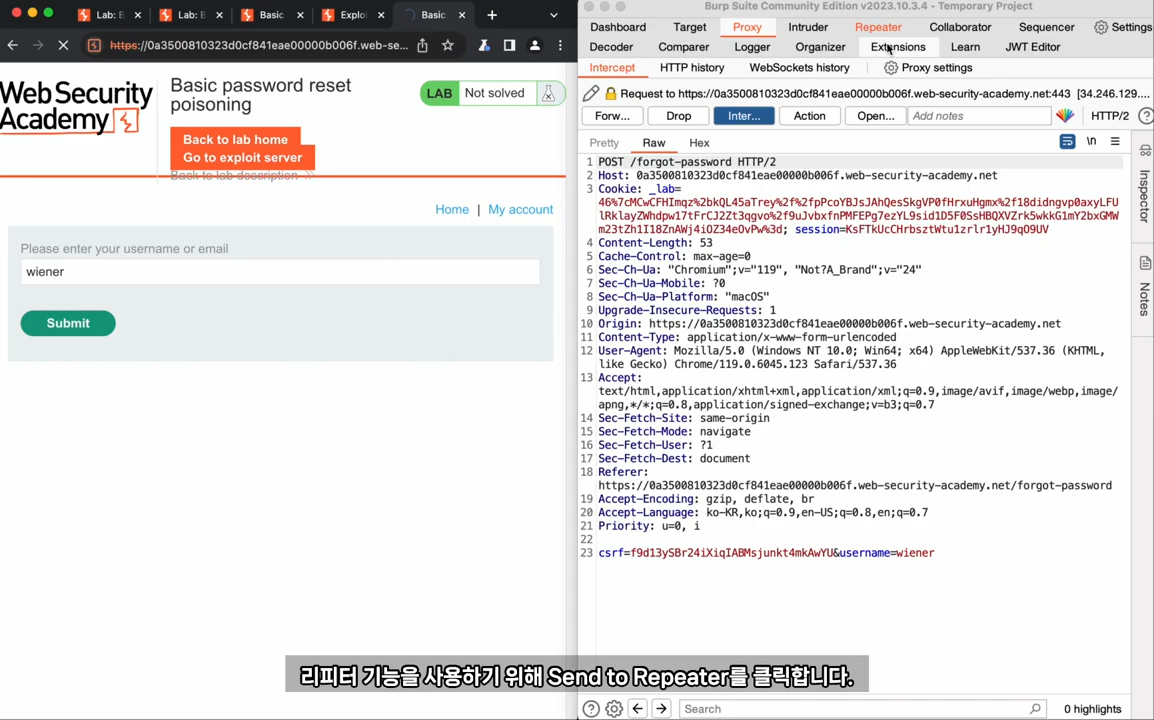 Lab: B
Lab: B
Basic
Exploi
Basic
https://0a3500810323d0cf841eae00000b006f.web-se...
Web Security
Academy
Basic password reset
poisoning
LAB Not solved
Back to lab home
Go to exploit server
Back to lab description
Home | My account
Please enter your username or email
wiener
Submit
Burp Suite Community Edition v2023.10.3.4 - Temporary Project
Dashboard Target Proxy Intruder Repeater Collaborator Sequencer Settings
Decoder Comparer Logger Organizer Extensions Learn JWT Editor
Intercept HTTP history WebSockets history Proxy settings
Request to https://0a3500810323d0cf841eae00000b006f.web-security-academy.net:443 [34.246.129....
Forw... Drop Inter... Action Open... Add notes HTTP/2
Pretty Raw Hex \n
1 POST /forgot-password HTTP/2
2 Host: 0a3500810323d0cf841eae00000b006f.web-security-academy.net
3 Cookie: _lab=
46%7cMCwCFHImqz%2bkQL45aTrey%2f%2fpPcoYBJsJAhQesSkgVP0fHrxuHgmx%2f18didngvp0axyLFU
lRklayZWhdpw17tFrCJ2Zt3qgvo%2f9uJvbxfnPMFEPg7ezYL9sid1D5F0SsHBQXVZrk5wkkG1mY2bxGMW
m23tZh1I18ZnAWj4iOZ34eOvPw%3d; session=KsFTkUcCHrbsztWtu1zrlr1yHJ9qO9UV
4 Content-Length: 53
5 Cache-Control: max-age=0
6 Sec-Ch-Ua: "Chromium";v="119", "Not?A_Brand";v="24"
7 Sec-Ch-Ua-Mobile: ?0
8 Sec-Ch-Ua-Platform: "macOS"
9 Upgrade-Insecure-Requests: 1
10 Origin: https://0a3500810323d0cf841eae00000b006f.web-security-academy.net
11 Content-Type: application/x-www-form-urlencoded
12 User-Agent: Mozilla/5.0 (Windows NT 10.0; Win64; x64) AppleWebKit/537.36 (KHTML,
like Gecko) Chrome/119.0.6045.123 Safari/537.36
13 Accept:
text/html,application/xhtml+xml,application/xml;q=0.9,image/avif,image/webp,image/
apng,*/*;q=0.8,application/signed-exchange;v=b3;q=0.7
14 Sec-Fetch-Site: same-origin
15 Sec-Fetch-Mode: navigate
16 Sec-Fetch-User: ?1
17 Sec-Fetch-Dest: document
18 Referer:
https://0a3500810323d0cf841eae00000b006f.web-security-academy.net/forgot-password
19 Accept-Encoding: gzip, deflate, br
20 Accept-Language: ko-KR,ko;q=0.9,en-US;q=0.8,en;q=0.7
21 Priority: u=0, i
22
23 csrf=f9d13ySBr24iXiqIABMsjunkt4mkAwYU&username=wiener
Inspector
Notes
리피터 기능을 사용하기 위해 Send to Repeater를 클릭합니다.
Search 0 highlights